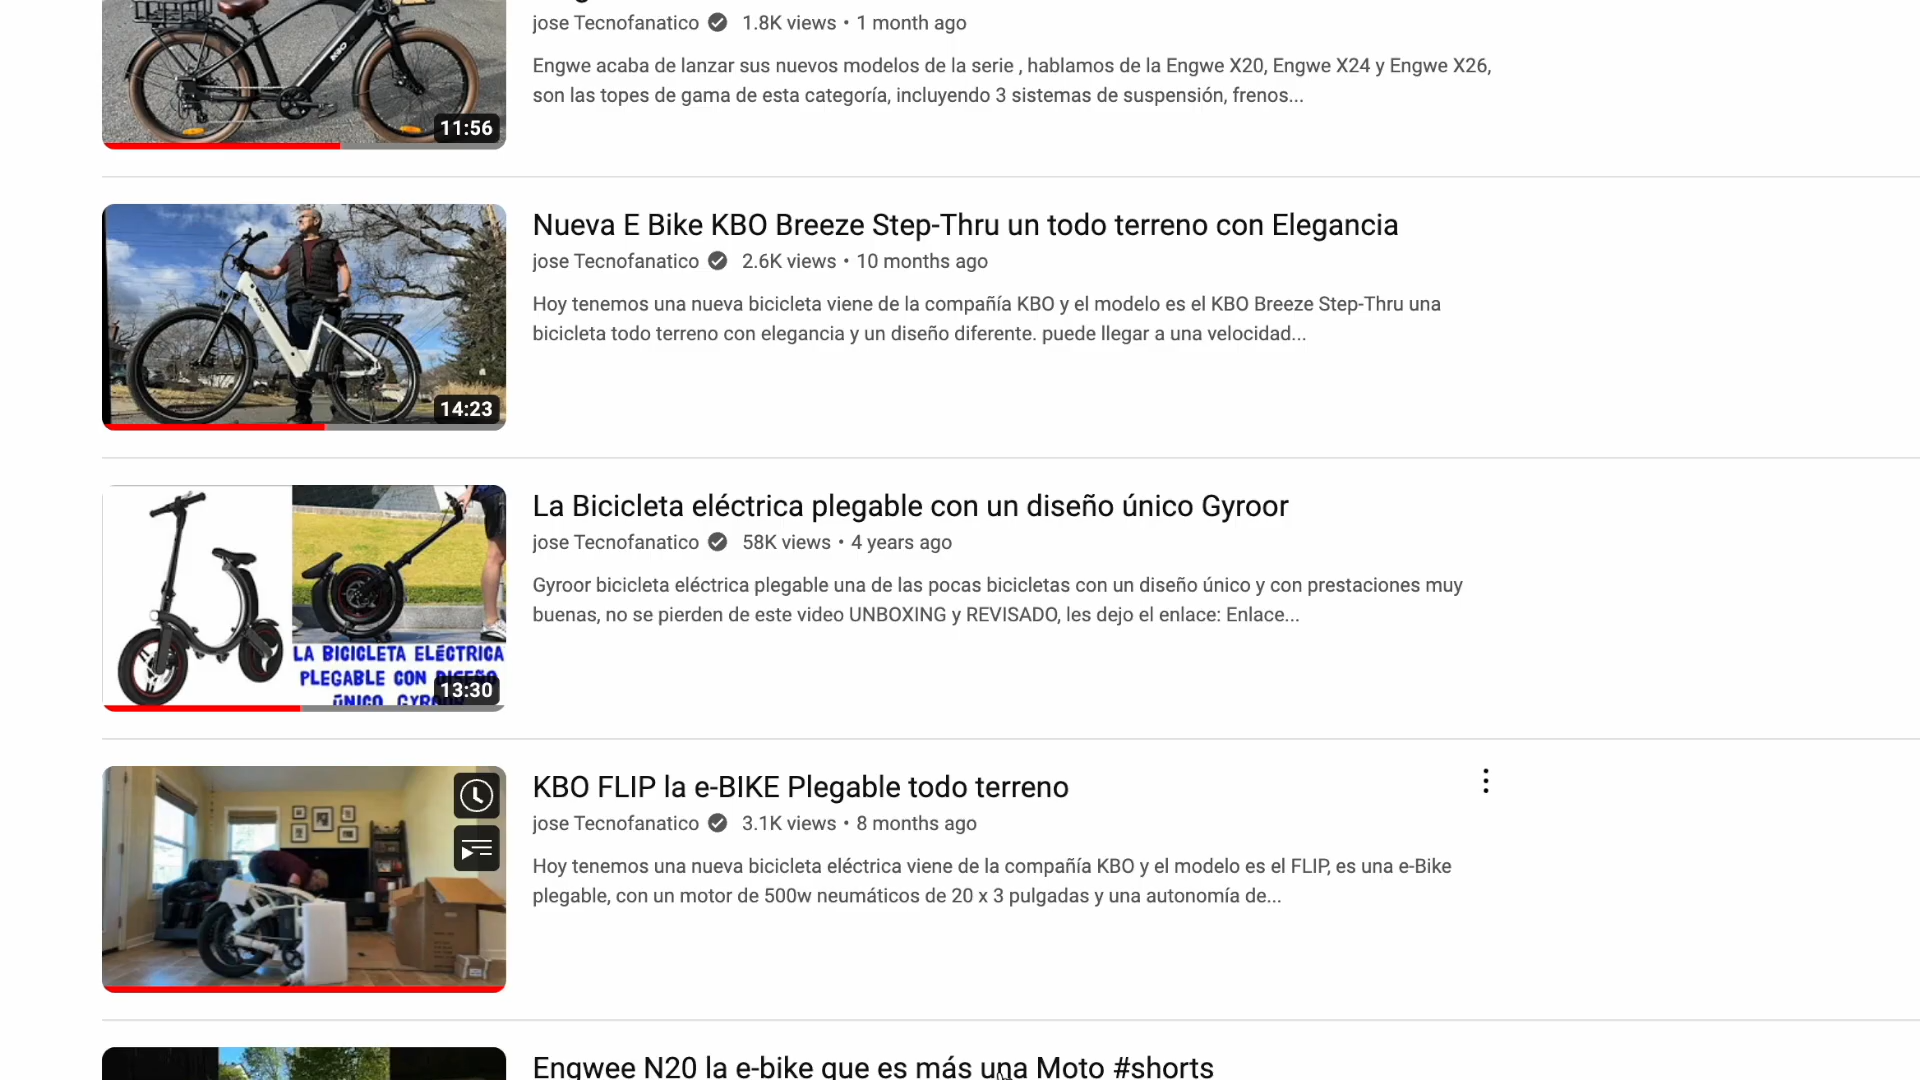 jose Tecnofanatico 1.8K views • 1 month ago
Engwe acaba de lanzar sus nuevos modelos de la serie , hablamos de la Engwe X20, Engwe X24 y Engwe X26,
son las topes de gama de esta categoría, incluyendo 3 sistemas de suspensión, frenos...
KBO
11:56
Nueva E Bike KBO Breeze Step-Thru un todo terreno con Elegancia
jose Tecnofanatico 2.6K views • 10 months ago
Hoy tenemos una nueva bicicleta viene de la compañía KBO y el modelo es el KBO Breeze Step-Thru una
bicicleta todo terreno con elegancia y un diseño diferente. puede llegar a una velocidad...
KBO
14:23
La Bicicleta eléctrica plegable con un diseño único Gyroor
jose Tecnofanatico 58K views • 4 years ago
Gyroor bicicleta eléctrica plegable una de las pocas bicicletas con un diseño único y con prestaciones muy
buenas, no se pierden de este video UNBOXING y REVISADO, les dejo el enlace: Enlace...
LA BICICLETA ELÉCTRICA
PLEGABLE CON DISEÑO
ÚNICO. GYROOR
13:30
KBO FLIP la e-BIKE Plegable todo terreno
jose Tecnofanatico 3.1K views • 8 months ago
Hoy tenemos una nueva bicicleta eléctrica viene de la compañía KBO y el modelo es el FLIP, es una e-Bike
plegable, con un motor de 500w neumáticos de 20 x 3 pulgadas y una autonomía de...
Engwee N20 la e-bike que es más una Moto #shorts